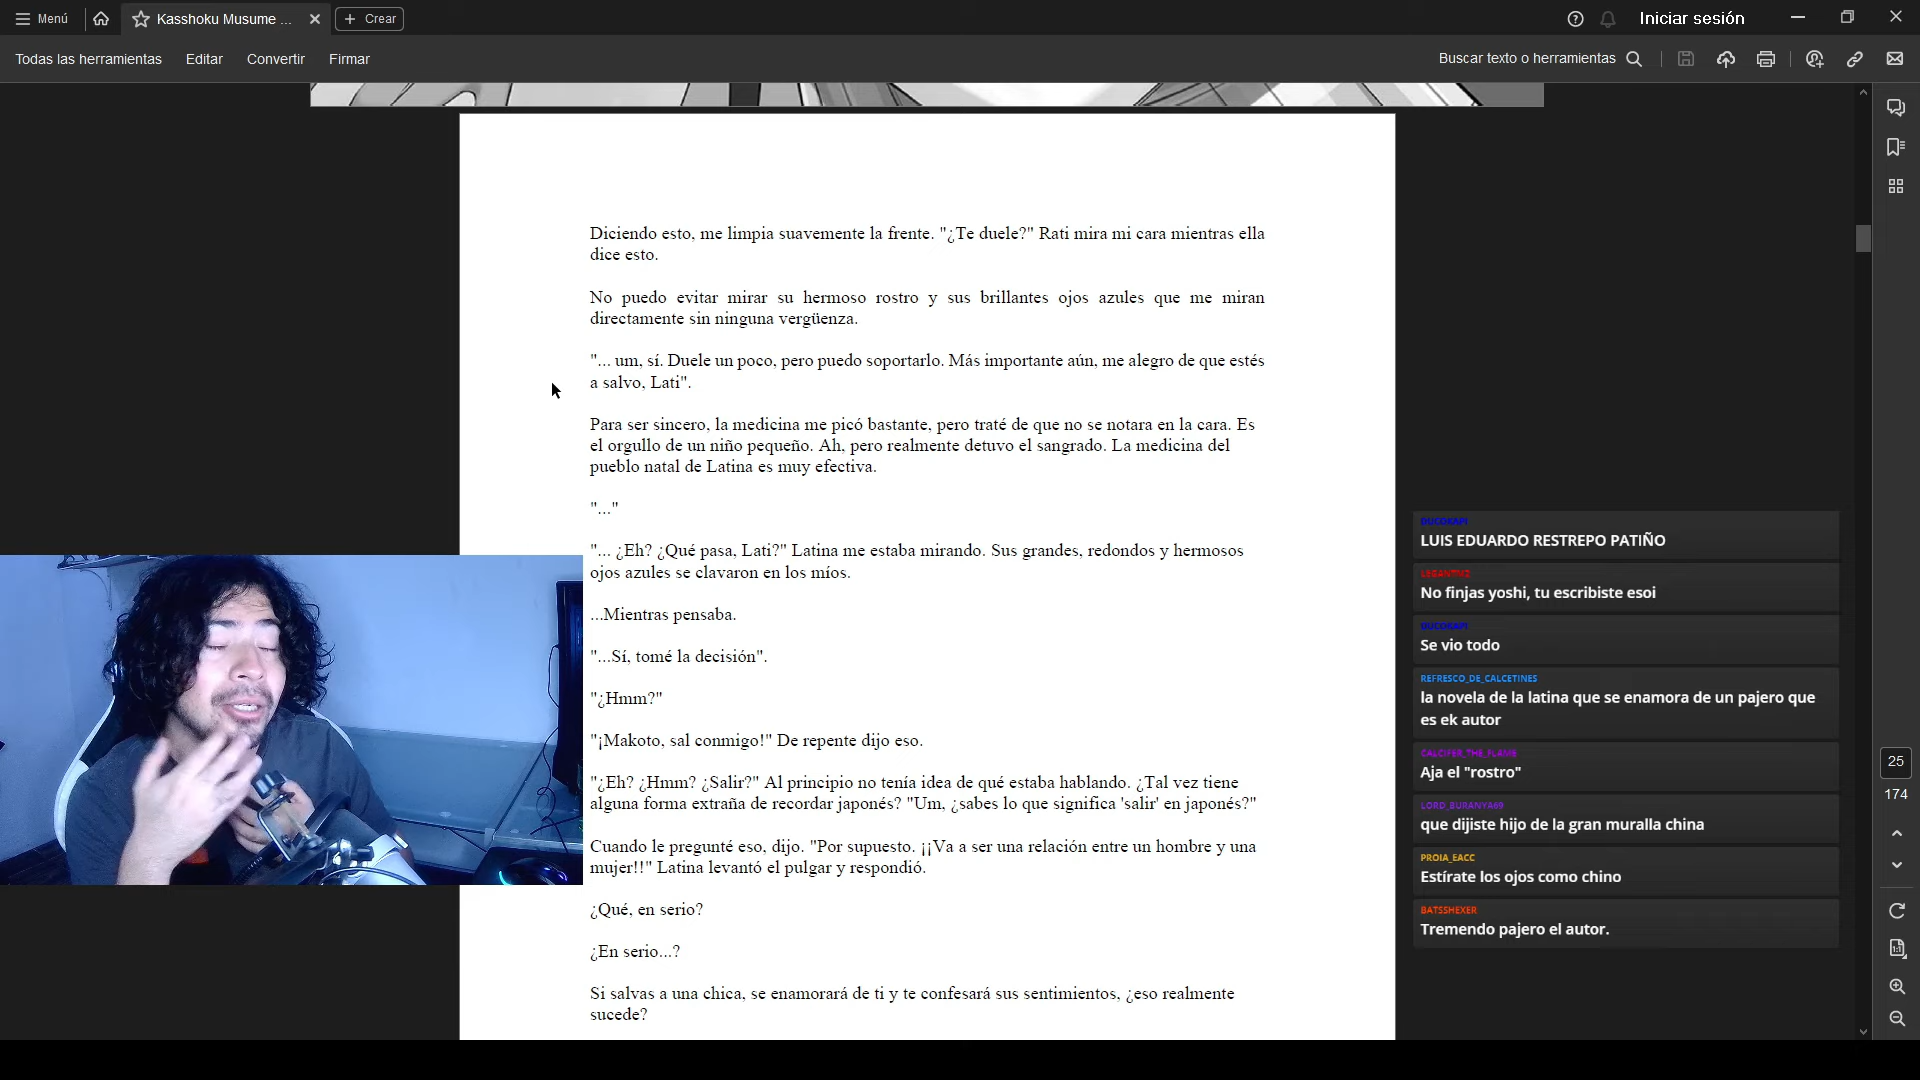 Menú
Kasshoku Musume ...
Crear
Iniciar sesión
Todas las herramientas
Editar
Convertir
Firmar
Buscar texto o herramientas
Diciendo esto, me limpia suavemente la frente. "¿Te duele?" Rati mira mi cara mientras ella
dice esto.
No puedo evitar mirar su hermoso rostro y sus brillantes ojos azules que me miran
directamente sin ninguna vergüenza.
"... um, sí. Duele un poco, pero puedo soportarlo. Más importante aún, me alegro de que estés
a salvo, Lati".
Para ser sincero, la medicina me picó bastante, pero traté de que no se notara en la cara. Es
el orgullo de un niño pequeño. Ah, pero realmente detuvo el sangrado. La medicina del
pueblo natal de Latina es muy efectiva.
"..."
"... ¿Eh? ¿Qué pasa, Lati?" Latina me estaba mirando. Sus grandes, redondos y hermosos
ojos azules se clavaron en los míos.
...Mientras pensaba.
"...Sí, tomé la decisión".
"¿Hmm?"
"¡Makoto, sal conmigo!" De repente dijo eso.
"¿Eh? ¿Hmm? ¿Salir?" Al principio no tenía idea de qué estaba hablando. ¿Tal vez tiene
alguna forma extraña de recordar japonés? "Um, ¿sabes lo que significa 'salir' en japonés?"
Cuando le pregunté eso, dijo. "Por supuesto. ¡¡Va a ser una relación entre un hombre y una
mujer!!" Latina levantó el pulgar y respondió.
¿Qué, en serio?
¿En serio...?
Si salvas a una chica, se enamorará de ti y te confesará sus sentimientos, ¿eso realmente
sucede?
LUIS EDUARDO RESTREPO PATIÑO
No finjas yoshi, tu escribiste esoi
Se vio todo
REFRESCO_DE_CALCETINES
la novela de la latina que se enamora de un pajero que
es ek autor
CALCIFER_THE_FLAME
Aja el "rostro"
LORD_BURANYA69
que dijiste hijo de la gran muralla china
PROIA_EACC
Estírate los ojos como chino
BATSSHEXER
Tremendo pajero el autor.
25
174